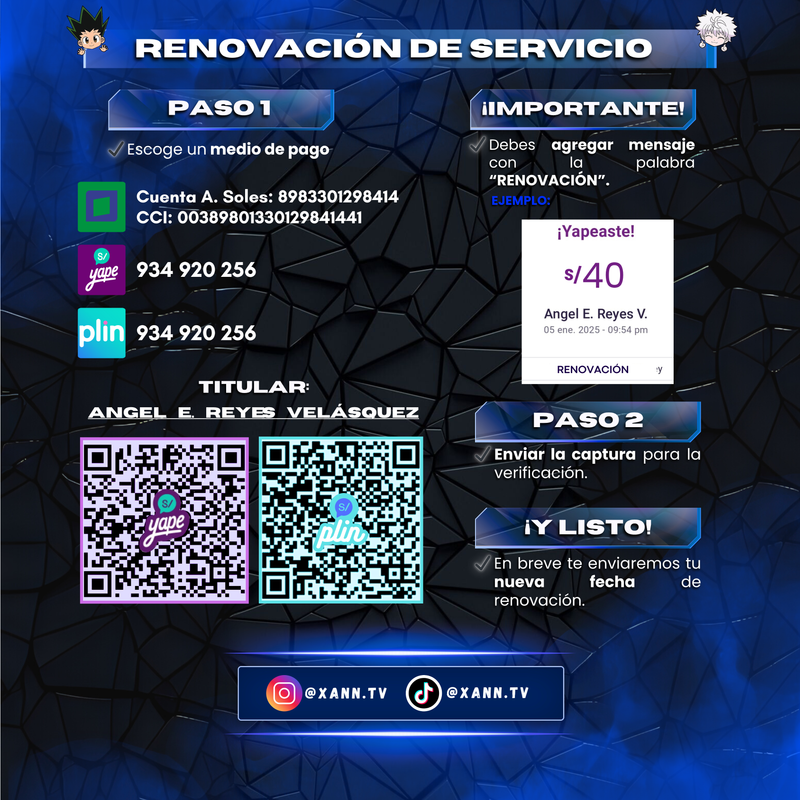 RENOVACIÓN DE SERVICIO
PASO 1
Escoge un medio de pago
Cuenta A. Soles: 8983301298414
CCI: 00389801330129841441
S/
yape
934 920 256
plin
934 920 256
TITULAR:
ANGEL E. REYES VELÁSQUEZ
S/
yape
S/
plin
¡IMPORTANTE!
Debes agregar mensaje
con la palabra
“RENOVACIÓN”.
EJEMPLO:
¡Yapeaste!
s/40
Angel E. Reyes V.
05 ene. 2025 - 09:54 pm
RENOVACIÓN
PASO 2
Enviar la captura para la
verificación.
¡Y LISTO!
En breve te enviaremos tu
nueva fecha de
renovación.
@XANN.TV @XANN.TV